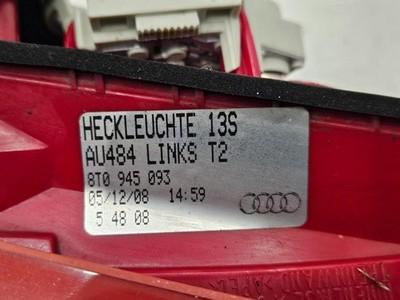 HECKLEUCHTE 13S
AU484 LINKS T2
8T0 945 093
05/12/08 14:59
5 48 08